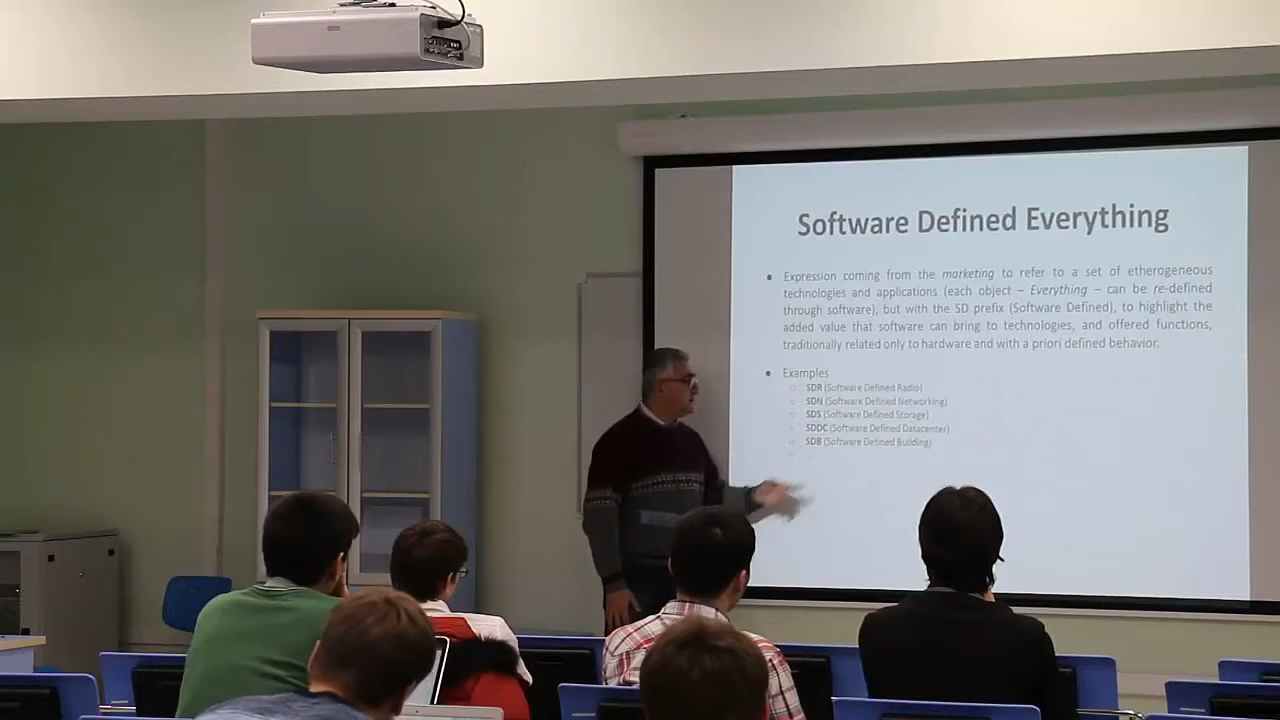 Software Defined Everything
● Expression coming from the marketing to refer to a set of etherogeneous
technologies and applications (each object – Everything – can be re-defined
through software), but with the SD prefix (Software Defined), to highlight the
added value that software can bring to technologies, and offered functions,
traditionally related only to hardware and with a priori defined behavior.
● Examples
○ SDR (Software Defined Radio)
○ SDN (Software Defined Networking)
○ SDS (Software Defined Storage)
○ SDDC (Software Defined Datacenter)
○ SDB (Software Defined Building)